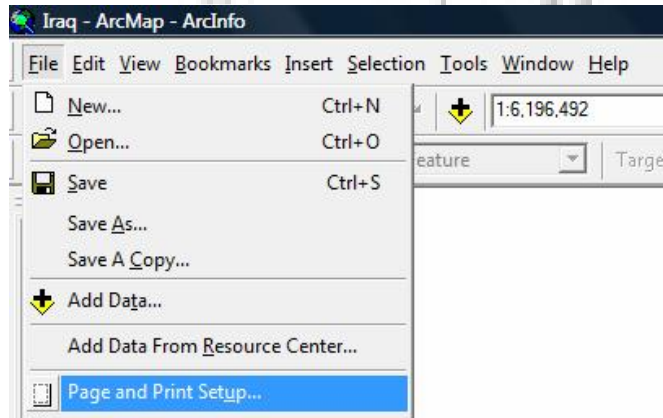 Iraq - ArcMap - ArcInfo
File Edit View Bookmarks Insert Selection Tools Window Help
New... Ctrl+N
1:6,196,492
Open... Ctrl+O
eature Targe
Save Ctrl+S
Save As...
Save A Copy...
Add Data...
Add Data From Resource Center...
Page and Print Setup...